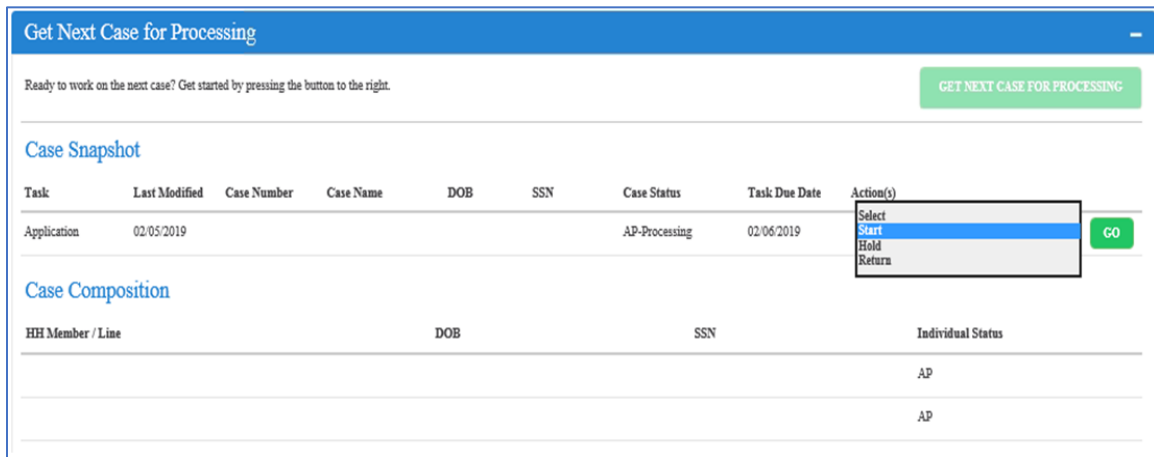 Get Next Case for Processing
Ready to work on the next case? Get started by pressing the button to the right.
GET NEXT CASE FOR PROCESSING
Case Snapshot
Task Last Modified Case Number Case Name DOB SSN Case Status Task Due Date Action(s)
Application 02/05/2019 AP-Processing 02/06/2019
Select
Start
Hold
Return
GO
Case Composition
HH Member / Line DOB SSN Individual Status
AP
AP